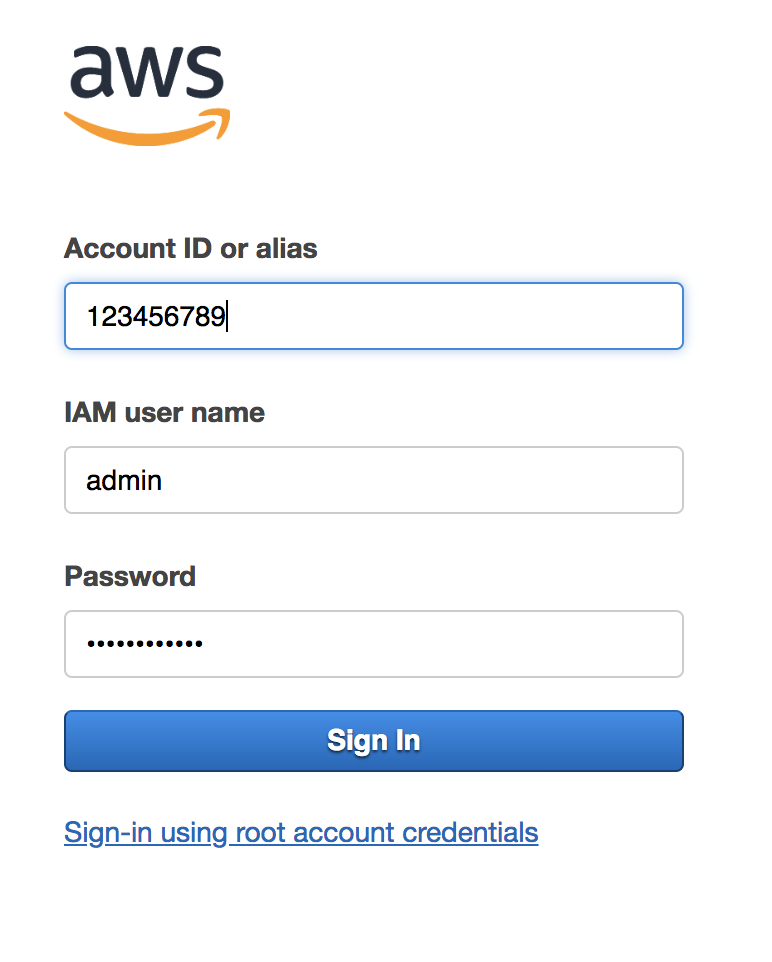 aws
Account ID or alias
123456789
IAM user name
admin
Password
••••••••••••
Sign In
Sign-in using root account credentials